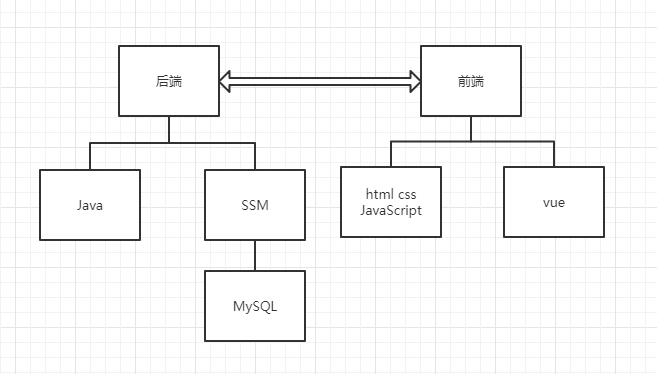 后端
前端
Java
SSM
html css
JavaScript
vue
MySQL